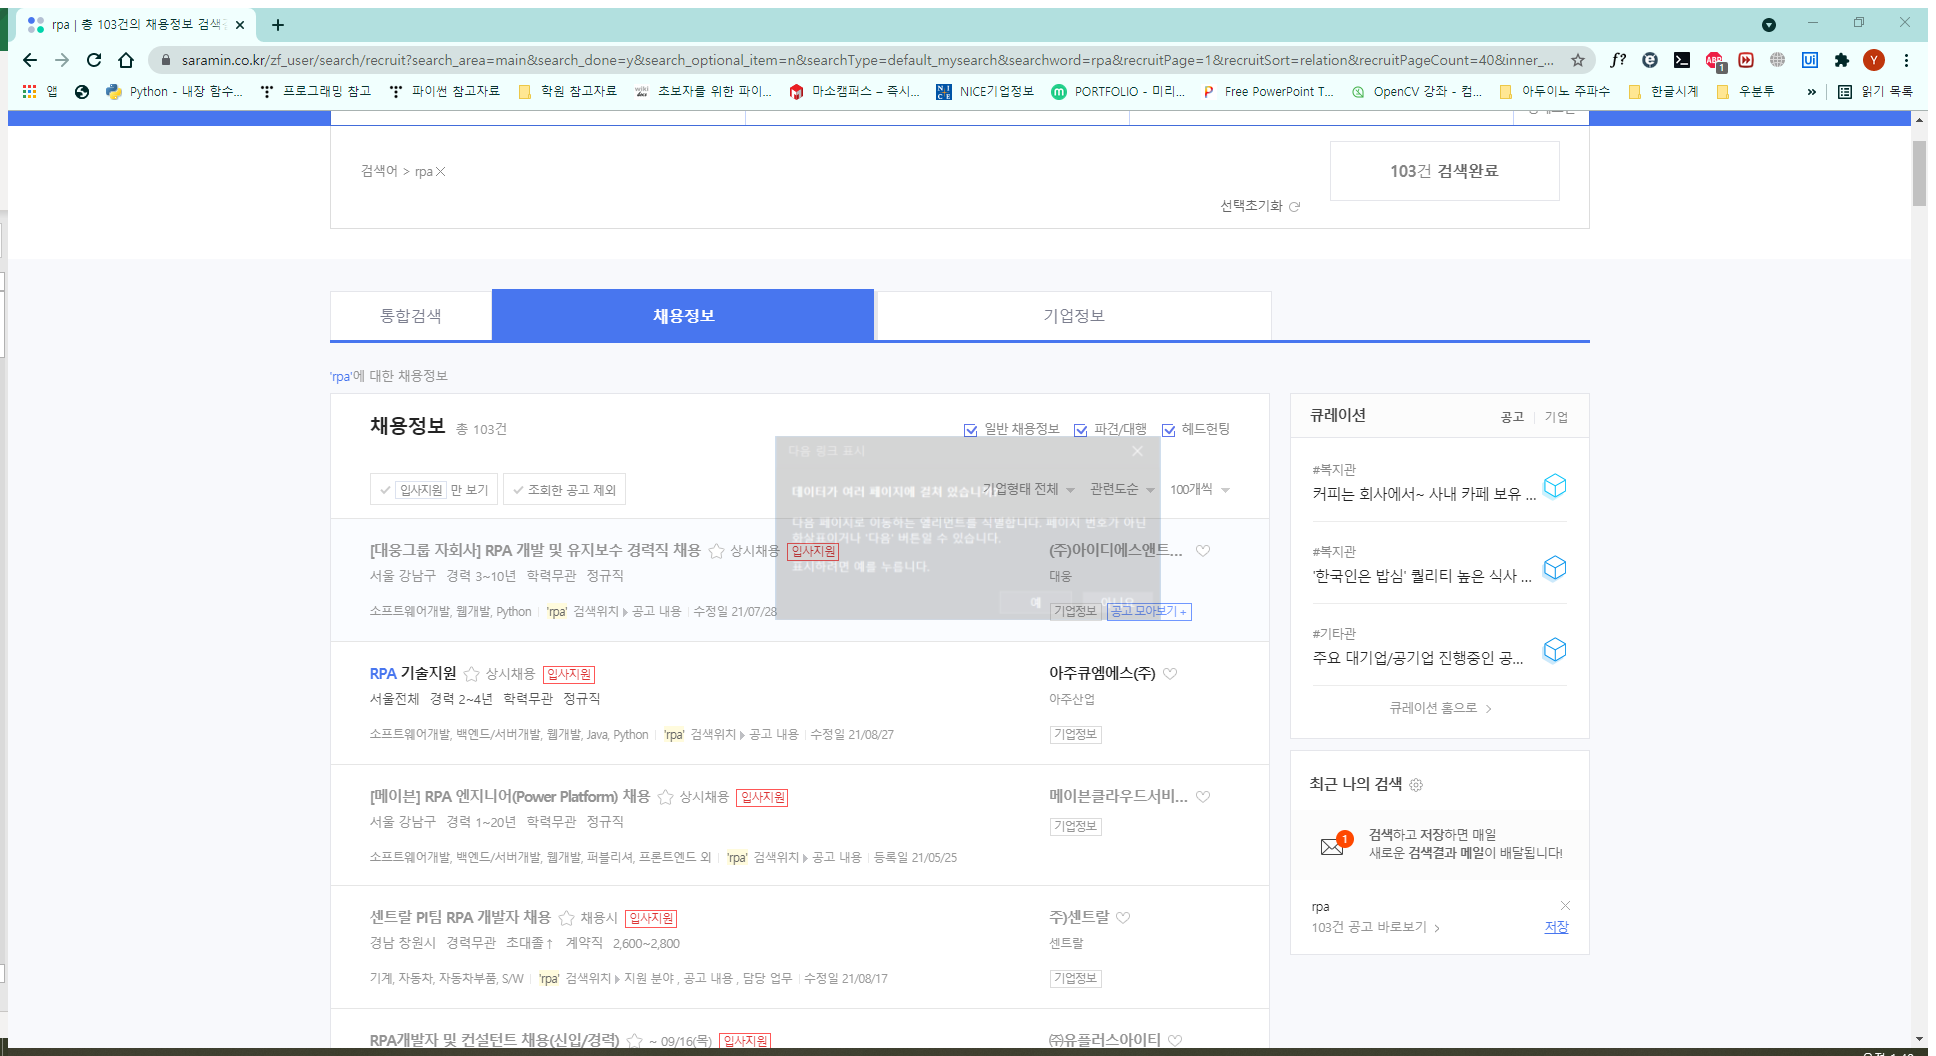 rpa | 총 103건의 채용정보 검색
saramin.co.kr/zf_user/search/recruit?search_area=main&search_done=y&search_optional_item=n&searchType=default_mysearch&searchword=rpa&recruitPage=1&recruitSort=relation&recruitPageCount=40&inner_...
앱 Python - 내장 함수... 프로그래밍 참고 파이썬 참고자료 학원 참고자료 초보자를 위한 파이... 마소캠퍼스 – 즉시... NICE기업정보 PORTFOLIO - 미리... Free PowerPoint T... OpenCV 강좌 - 컴... 아두이노 주파수 한글시계 우분투 » 읽기 목록
검색어 > rpa
103건 검색완료
선택초기화
통합검색 채용정보 기업정보
'rpa'에 대한 채용정보
채용정보 총 103건
일반 채용정보 파견/대행 헤드헌팅
입사지원 만 보기 조회한 공고 제외
기업형태 전체 관련도순 100개씩
다음 링크 표시
데이터가 여러 페이지에 걸쳐 있습니까?
다음 페이지로 이동하는 엘리먼트를 식별합니다. 페이지 번호가 아닌
화살표이거나 '다음' 버튼일 수 있습니다.
표시하려면 예를 누릅니다.
예 아니요
[대웅그룹 자회사] RPA 개발 및 유지보수 경력직 채용 상시채용 입사지원
(주)아이디에스앤트...
서울 강남구 경력 3~10년 학력무관 정규직
대웅
소프트웨어개발, 웹개발, Python 'rpa' 검색위치 공고 내용 수정일 21/07/28
기업정보 공고 모아보기 +
RPA 기술지원 상시채용 입사지원
아주큐엠에스(주)
서울전체 경력 2~4년 학력무관 정규직
아주산업
소프트웨어개발, 백엔드/서버개발, 웹개발, Java, Python 'rpa' 검색위치 공고 내용 수정일 21/08/27
기업정보
[메이븐] RPA 엔지니어(Power Platform) 채용 상시채용 입사지원
메이븐클라우드서비...
서울 강남구 경력 1~20년 학력무관 정규직
기업정보
소프트웨어개발, 백엔드/서버개발, 웹개발, 퍼블리셔, 프론트엔드 외 'rpa' 검색위치 공고 내용 등록일 21/05/25
센트랄 PI팀 RPA 개발자 채용 채용시 입사지원
주)센트랄
경남 창원시 경력무관 초대졸↑ 계약직 2,600~2,800
센트랄
기계, 자동차, 자동차부품, S/W 'rpa' 검색위치 지원 분야 , 공고 내용 , 담당 업무 수정일 21/08/17
기업정보
RPA개발자 및 컨설턴트 채용(신입/경력) ~ 09/16(목) 입사지원
㈜유플러스아이티
큐레이션 공고 기업
#복지관
커피는 회사에서~ 사내 카페 보유 ...
#복지관
'한국인은 밥심' 퀄리티 높은 식사 ...
#기타관
주요 대기업/공기업 진행중인 공...
큐레이션 홈으로
최근 나의 검색
1
검색하고 저장하면 매일
새로운 검색결과 메일이 배달됩니다!
rpa
103건 공고 바로보기
저장